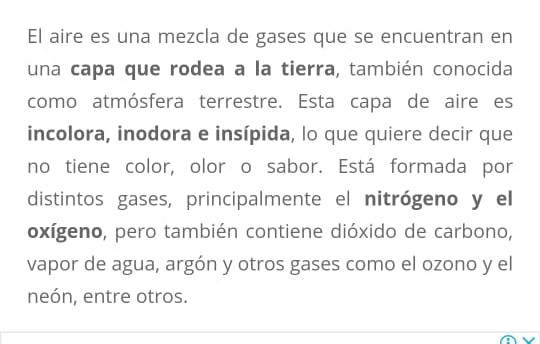 El aire es una mezcla de gases que se encuentran en
una capa que rodea a la tierra, también conocida
como atmósfera terrestre. Esta capa de aire es
incolora, inodora e insípida, lo que quiere decir que
no tiene color, olor o sabor. Está formada por
distintos gases, principalmente el nitrógeno y el
oxígeno, pero también contiene dióxido de carbono,
vapor de agua, argón y otros gases como el ozono y el
neón, entre otros.